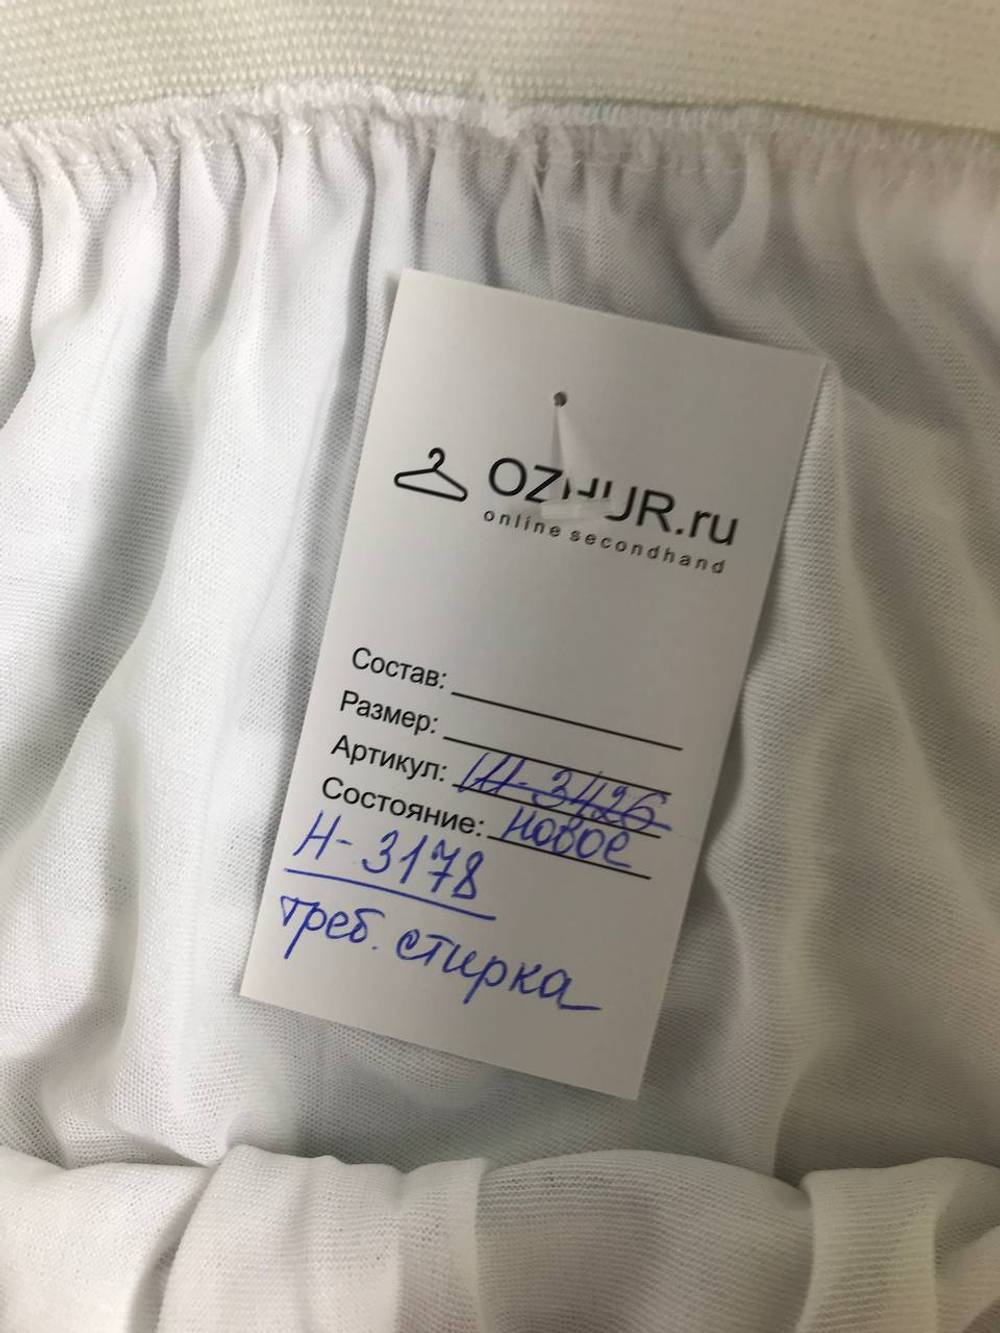 OZHUR.ru
online secondhand
Состав:
Размер:
Артикул: Н-3426
Состояние: новое
Н-3178
треб. стирка